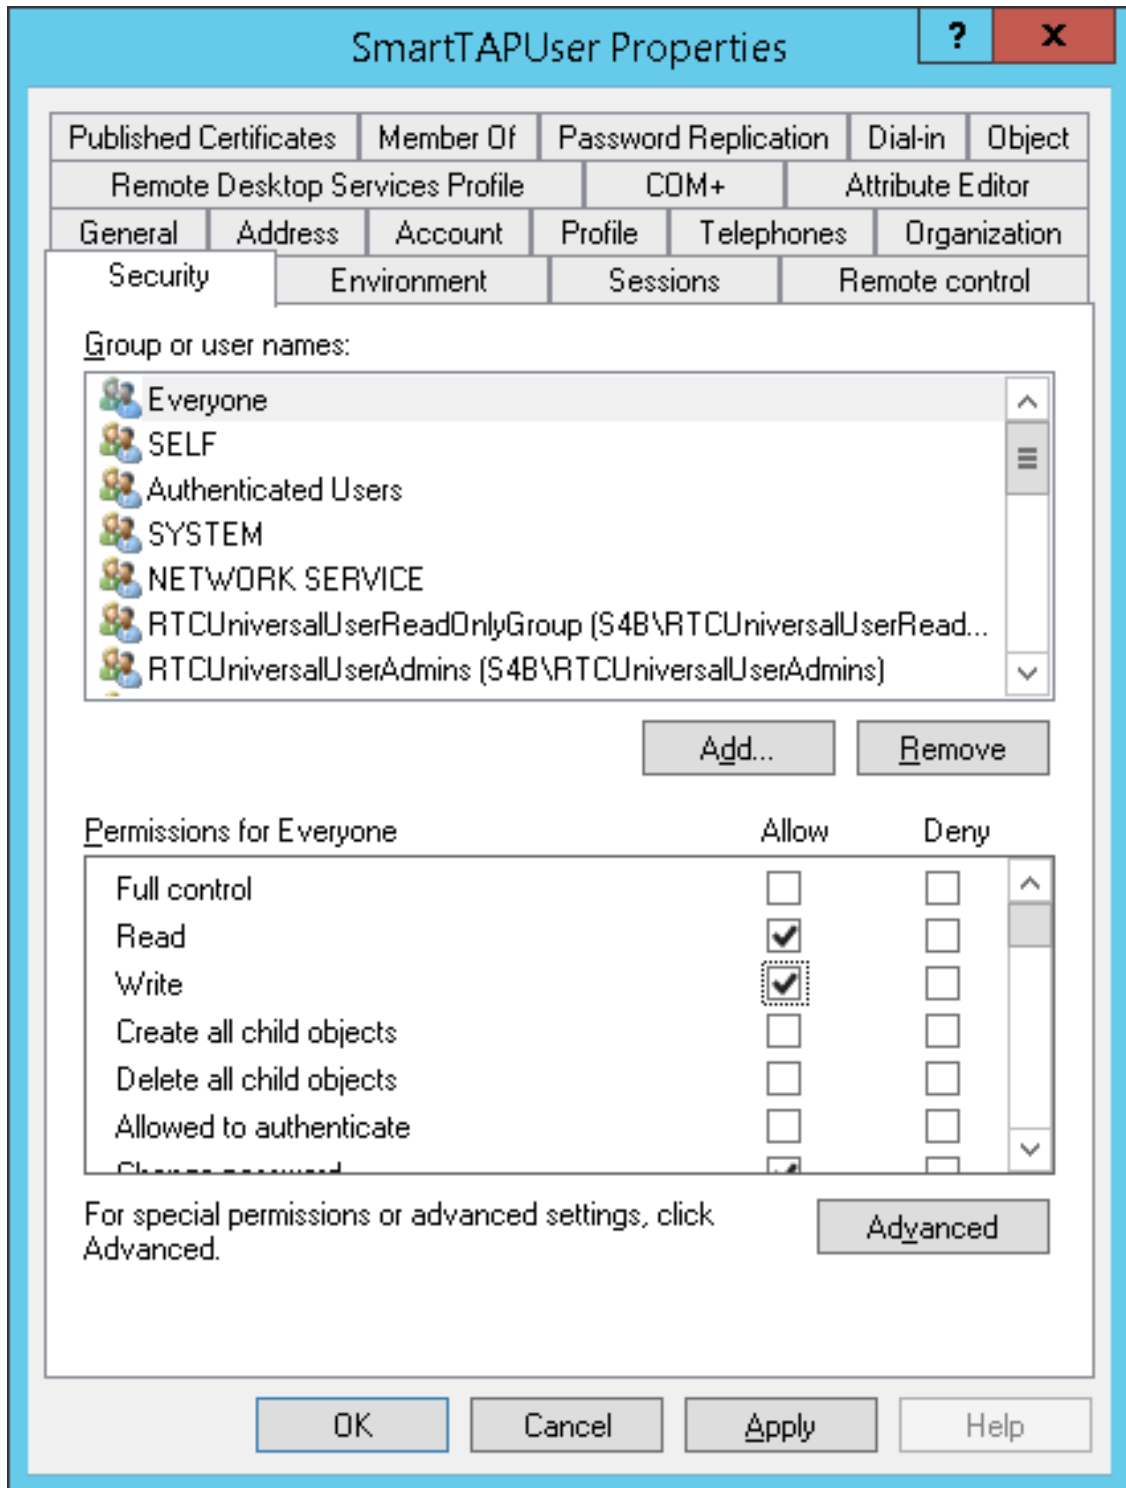 SmartTAPUser Properties
?
x
Published Certificates
Member Of
Password Replication
Dial-in
Object
Remote Desktop Services Profile
COM+
Attribute Editor
General
Address
Account
Profile
Telephones
Organization
Security
Environment
Sessions
Remote control
Group or user names:
Everyone
SELF
Authenticated Users
SYSTEM
NETWORK SERVICE
RTCUniversalUserReadOnlyGroup (S4B\RTCUniversalUserRead...
RTCUniversalUserAdmins (S4B\RTCUniversalUserAdmins)
Add...
Remove
Permissions for Everyone
Allow
Deny
Full control
Read
Write
Create all child objects
Delete all child objects
Allowed to authenticate
Change password
For special permissions or advanced settings, click
Advanced.
Advanced
OK
Cancel
Apply
Help